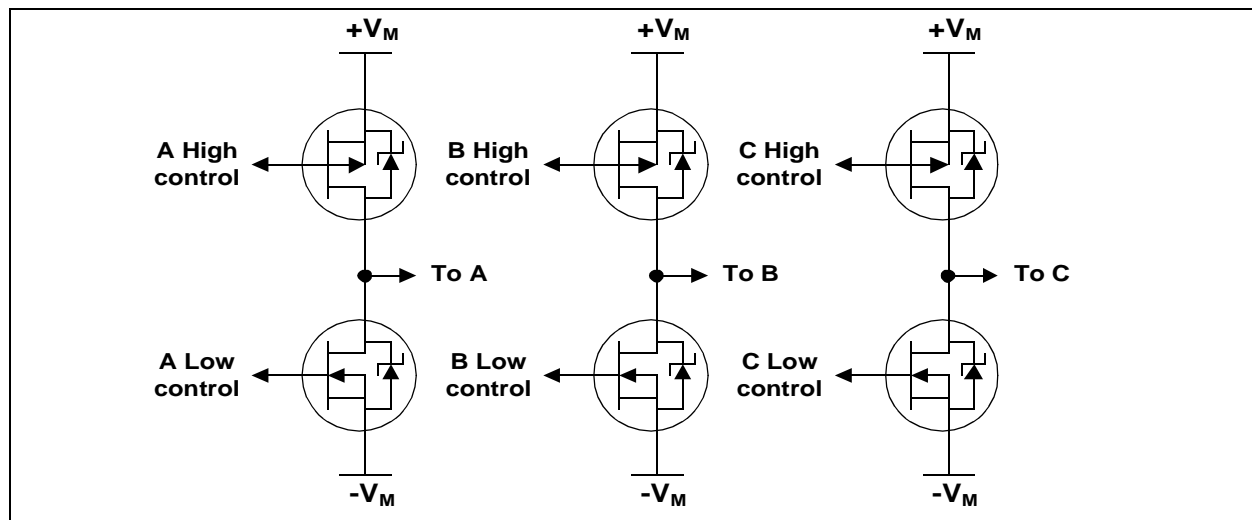 +VM +VM +VM
A High control
B High control
C High control
To A
To B
To C
A Low control
B Low control
C Low control
-VM -VM -VM